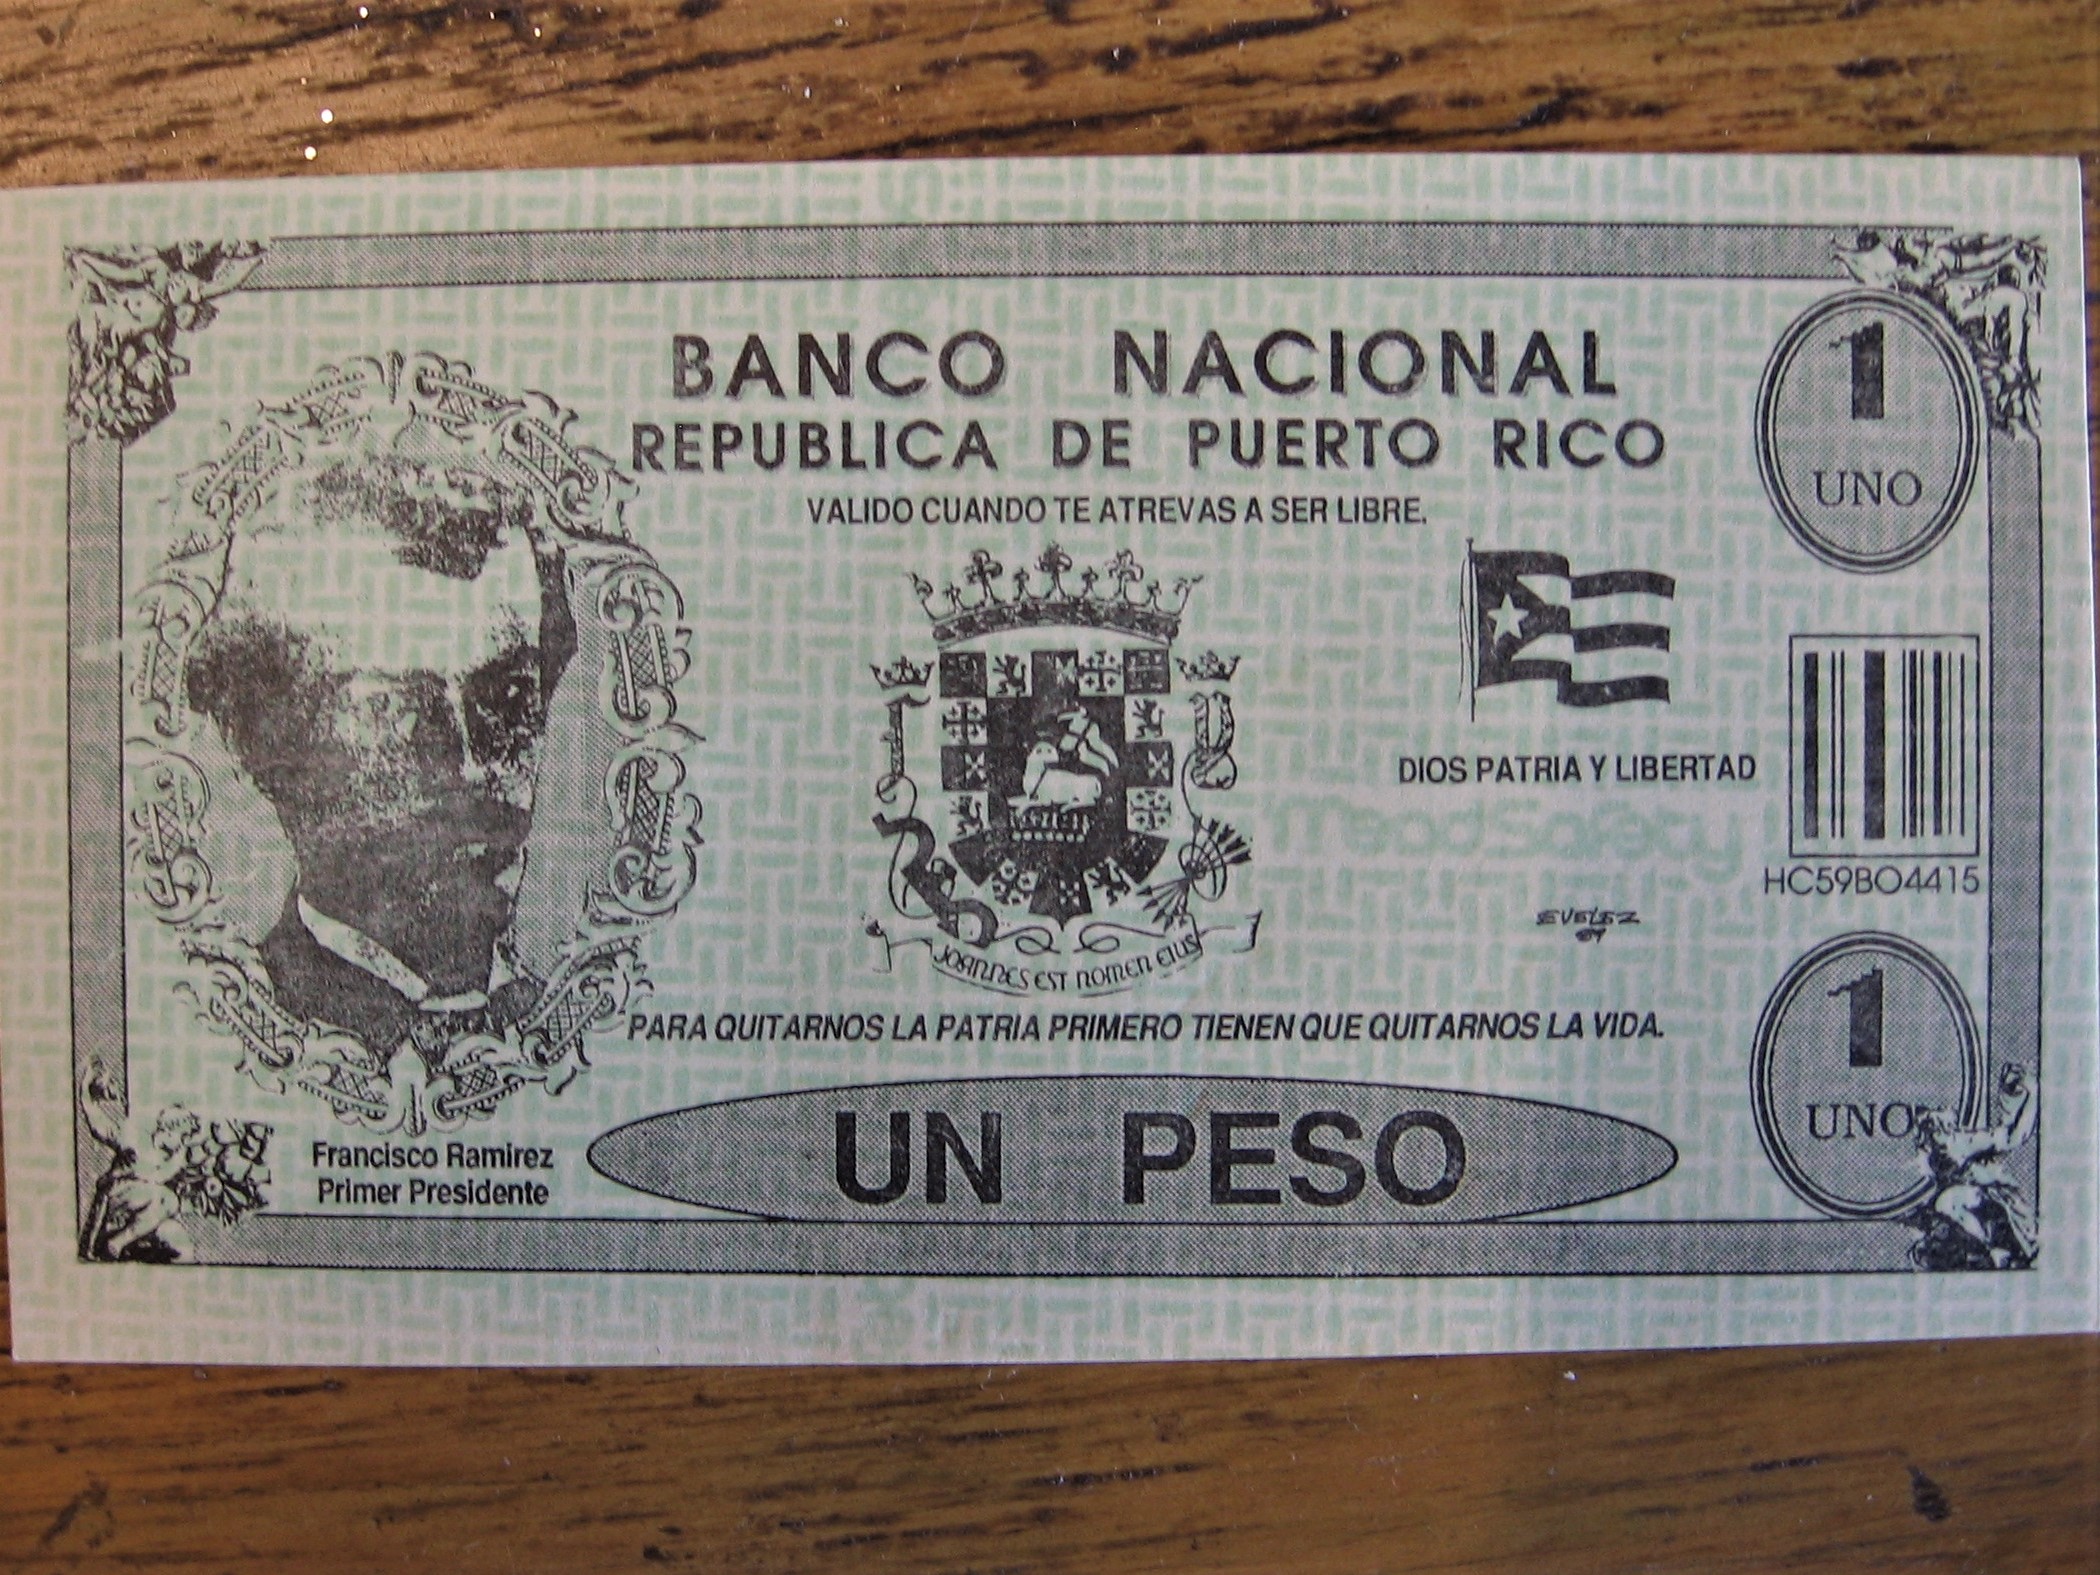 BANCO NACIONAL
REPUBLICA DE PUERTO RICO
VALIDO CUANDO TE ATREVAS A SER LIBRE.
1
UNO
DIOS PATRIA Y LIBERTAD
HC59BO4415
EVELEZ
JOANNES EST NOMEN EIUS
PARA QUITARNOS LA PATRIA PRIMERO TIENEN QUE QUITARNOS LA VIDA.
1
UNO
UN PESO
Francisco Ramirez
Primer Presidente